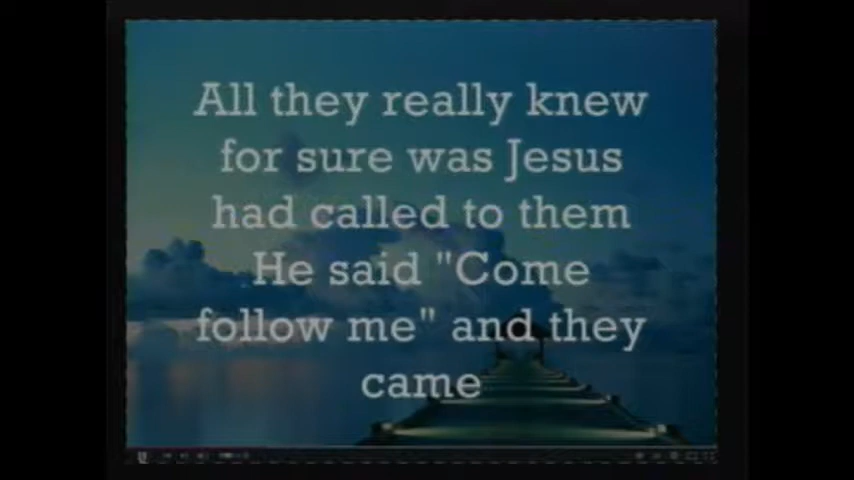 All they really knew
for sure was Jesus
had called to them
He said "Come
follow me" and they
came